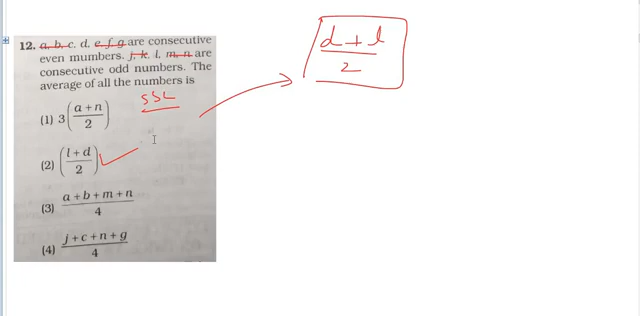 12. a, b, c, d, e, f, g are consecutive
even mumbers. j, k, l, m, n are
consecutive odd numbers. The
average of all the numbers is
SSC
(1) 3 (a + n / 2)
(2) (l + d / 2)
(3) a + b + m + n / 4
(4) j + c + n + g / 4
d + l / 2